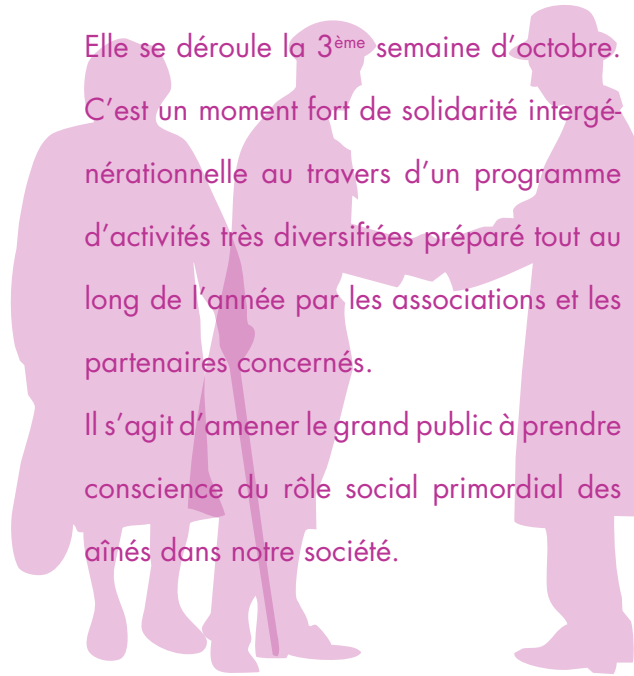 Elle se déroule la 3ème semaine d’octobre.
C’est un moment fort de solidarité intergé-
nérationnelle au travers d’un programme
d’activités très diversifiées préparé tout au
long de l’année par les associations et les
partenaires concernés.
Il s’agit d’amener le grand public à prendre
conscience du rôle social primordial des
aînés dans notre société.